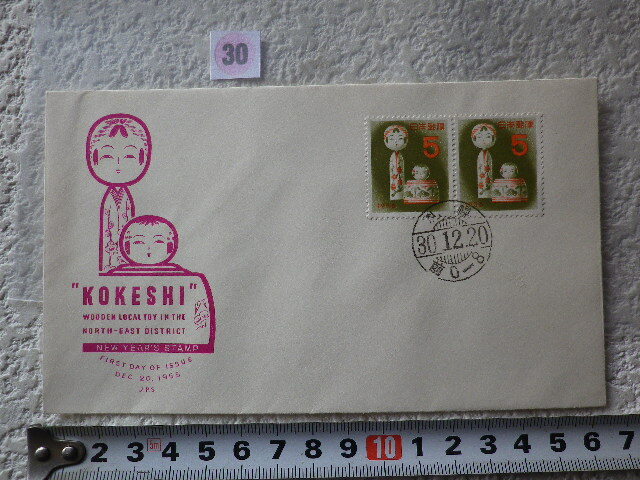 30
日本郵便
5
日本郵便
5
30.12.20
"KOKESHI"
WOODEN LOCAL TOY IN THE
NORTH-EAST DISTRICT
NEW YEAR'S STAMP
FIRST DAY OF ISSUE
DEC. 20, 1955
JPS
2 3 5m 4 5 6 7 8 9 10 1 2 3 4 5 6 7